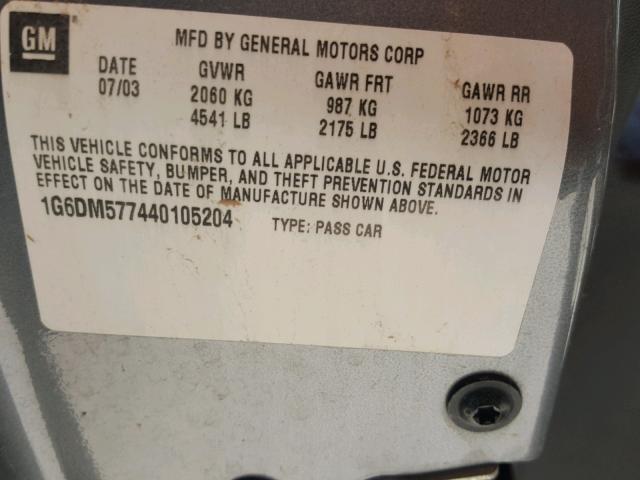 GM
MFD BY GENERAL MOTORS CORP
DATE GVWR GAWR FRT GAWR RR
07/03 2060 KG 987 KG 1073 KG
4541 LB 2175 LB 2366 LB
THIS VEHICLE CONFORMS TO ALL APPLICABLE U.S. FEDERAL MOTOR
VEHICLE SAFETY, BUMPER, AND THEFT PREVENTION STANDARDS IN
EFFECT ON THE DATE OF MANUFACTURE SHOWN ABOVE.
1G6DM577440105204 TYPE: PASS CAR